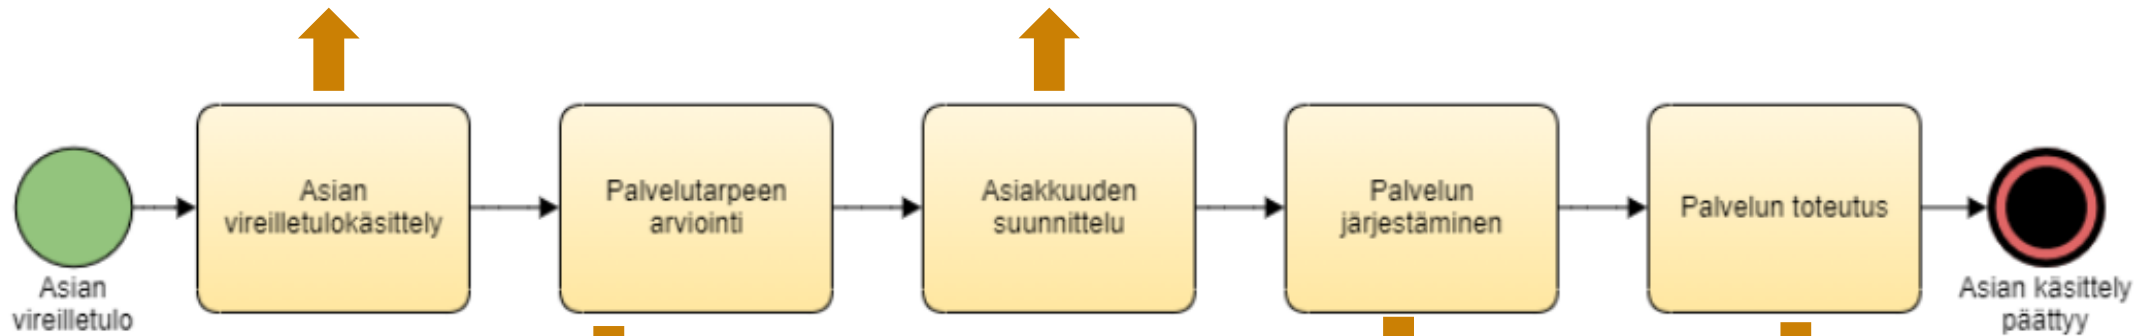 Asian
vireilletulo
Asian
vireilletulokäsittely
Palvelutarpeen
arviointi
Asiakkuuden
suunnittelu
Palvelun
järjestäminen
Palvelun toteutus
Asian käsittely
päättyy